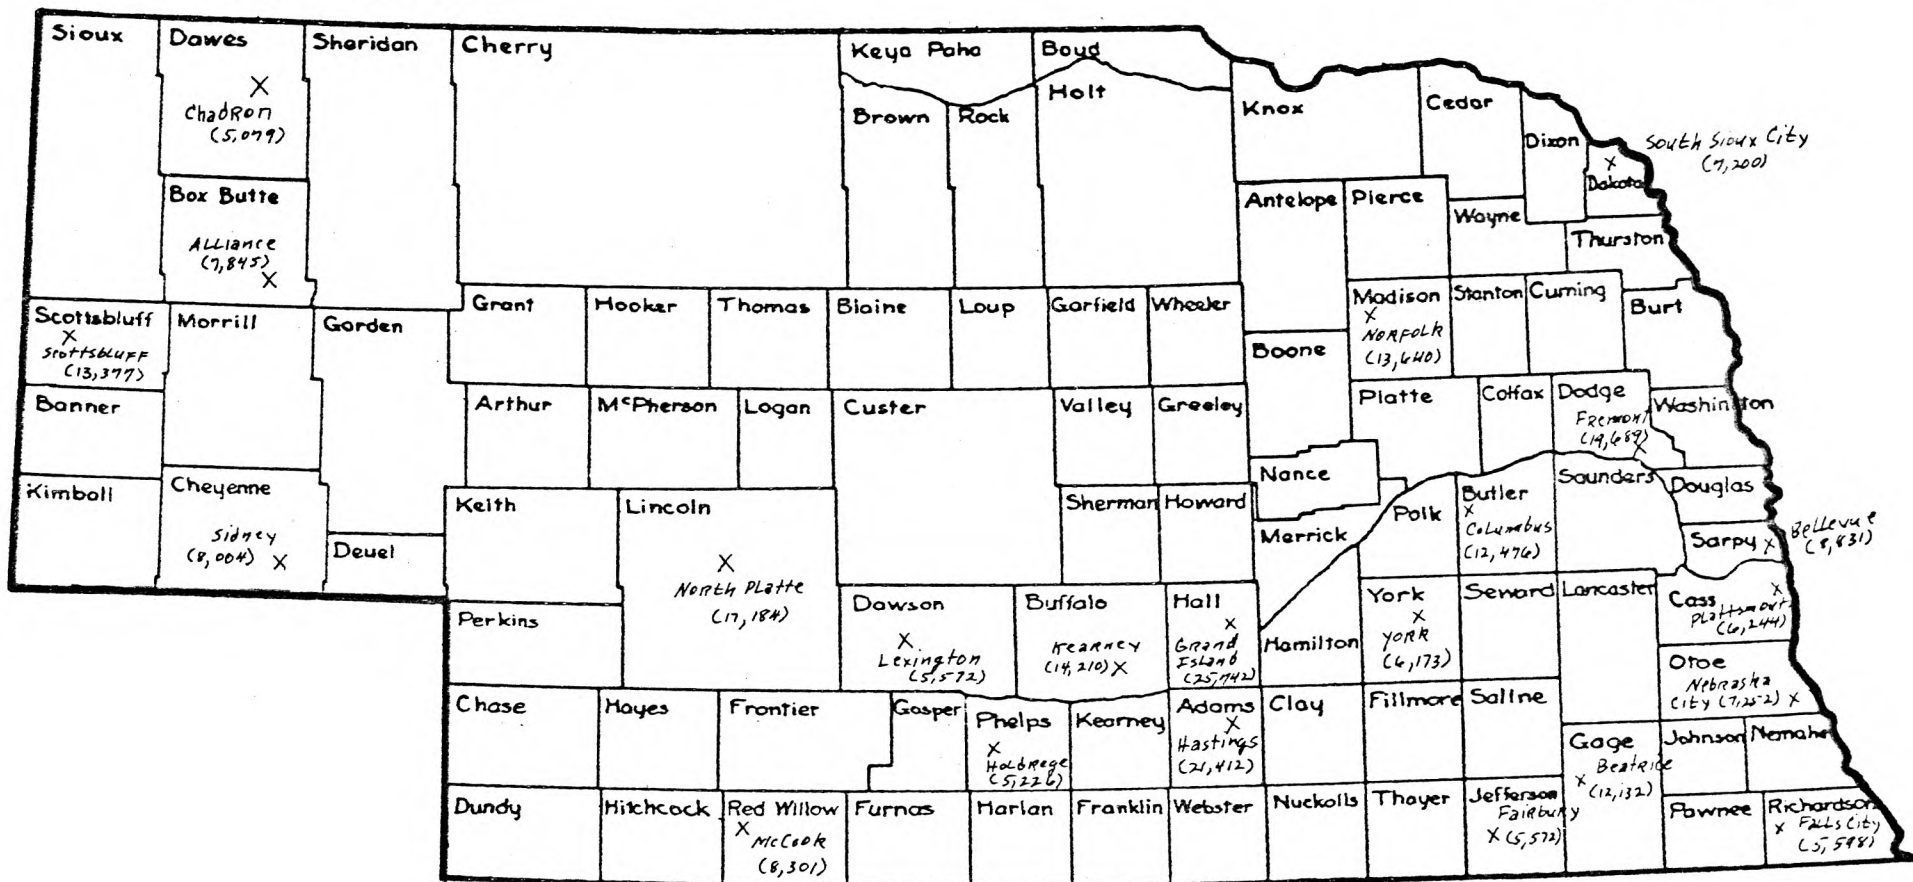 Sioux
Dawes
Chadron
(5,079)
Sheridan
Cherry
Keya Paha
Boyd
Brown
Rock
Holt
Knox
Cedar
Dixon
South Sioux City
(7,200)
Dakota
Box Butte
Alliance
(7,845)
Antelope
Pierce
Wayne
Thurston
Scottsbluff
Scottsbluff
(13,377)
Morrill
Garden
Grant
Hooker
Thomas
Blaine
Loup
Garfield
Wheeler
Boone
Madison
Norfolk
(13,640)
Stanton
Cuming
Burt
Banner
Arthur
McPherson
Logan
Custer
Valley
Greeley
Platte
Colfax
Dodge
Fremont
(19,689)
Washington
Kimball
Cheyenne
Sidney
(8,004)
Deuel
Keith
Lincoln
North Platte
(17,184)
Sherman
Howard
Nance
Merrick
Polk
Butler
Columbus
(12,476)
Saunders
Douglas
Sarpy
Bellevue
(8,831)
Perkins
Dawson
Lexington
(5,572)
Buffalo
Kearney
(14,210)
Hall
Grand
Island
(25,742)
Hamilton
York
York
(6,173)
Seward
Lancaster
Cass
Plattsmouth
(6,244)
Otoe
Nebraska
City (7,252)
Chase
Hayes
Frontier
Gosper
Phelps
Holdrege
(5,226)
Kearney
Adams
Hastings
(21,412)
Clay
Fillmore
Saline
Gage
Beatrice
(12,132)
Johnson
Nemaha
Dundy
Hitchcock
Red Willow
McCook
(8,301)
Furnas
Harlan
Franklin
Webster
Nuckolls
Thayer
Jefferson
Fairbury
(5,572)
Pawnee
Richardson
Falls City
(5,598)